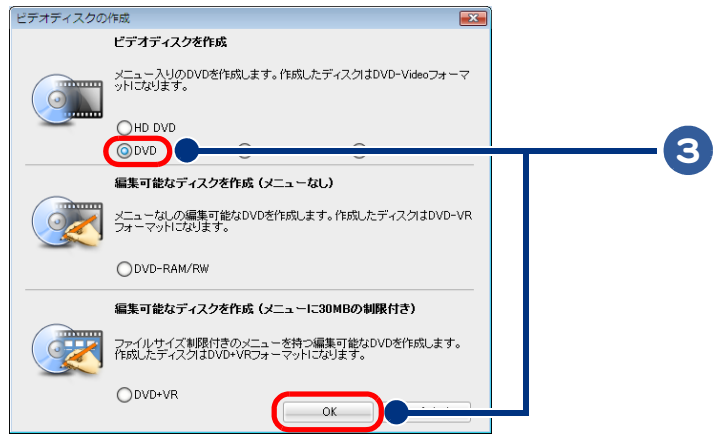 ビデオディスクの作成
ビデオディスクを作成
メニュー入りのDVDを作成します。作成したディスクはDVD-Videoフォーマ
ットになります。
HD DVD
DVD
3
編集可能なディスクを作成（メニューなし）
メニューなしの編集可能なDVDを作成します。作成したディスクはDVD-VR
フォーマットになります。
DVD-RAM/RW
編集可能なディスクを作成（メニューに30MBの制限付き）
ファイルサイズ制限付きのメニューを持つ編集可能なDVDを作成します。
作成したディスクはDVD+VRフォーマットになります。
DVD+VR
OK